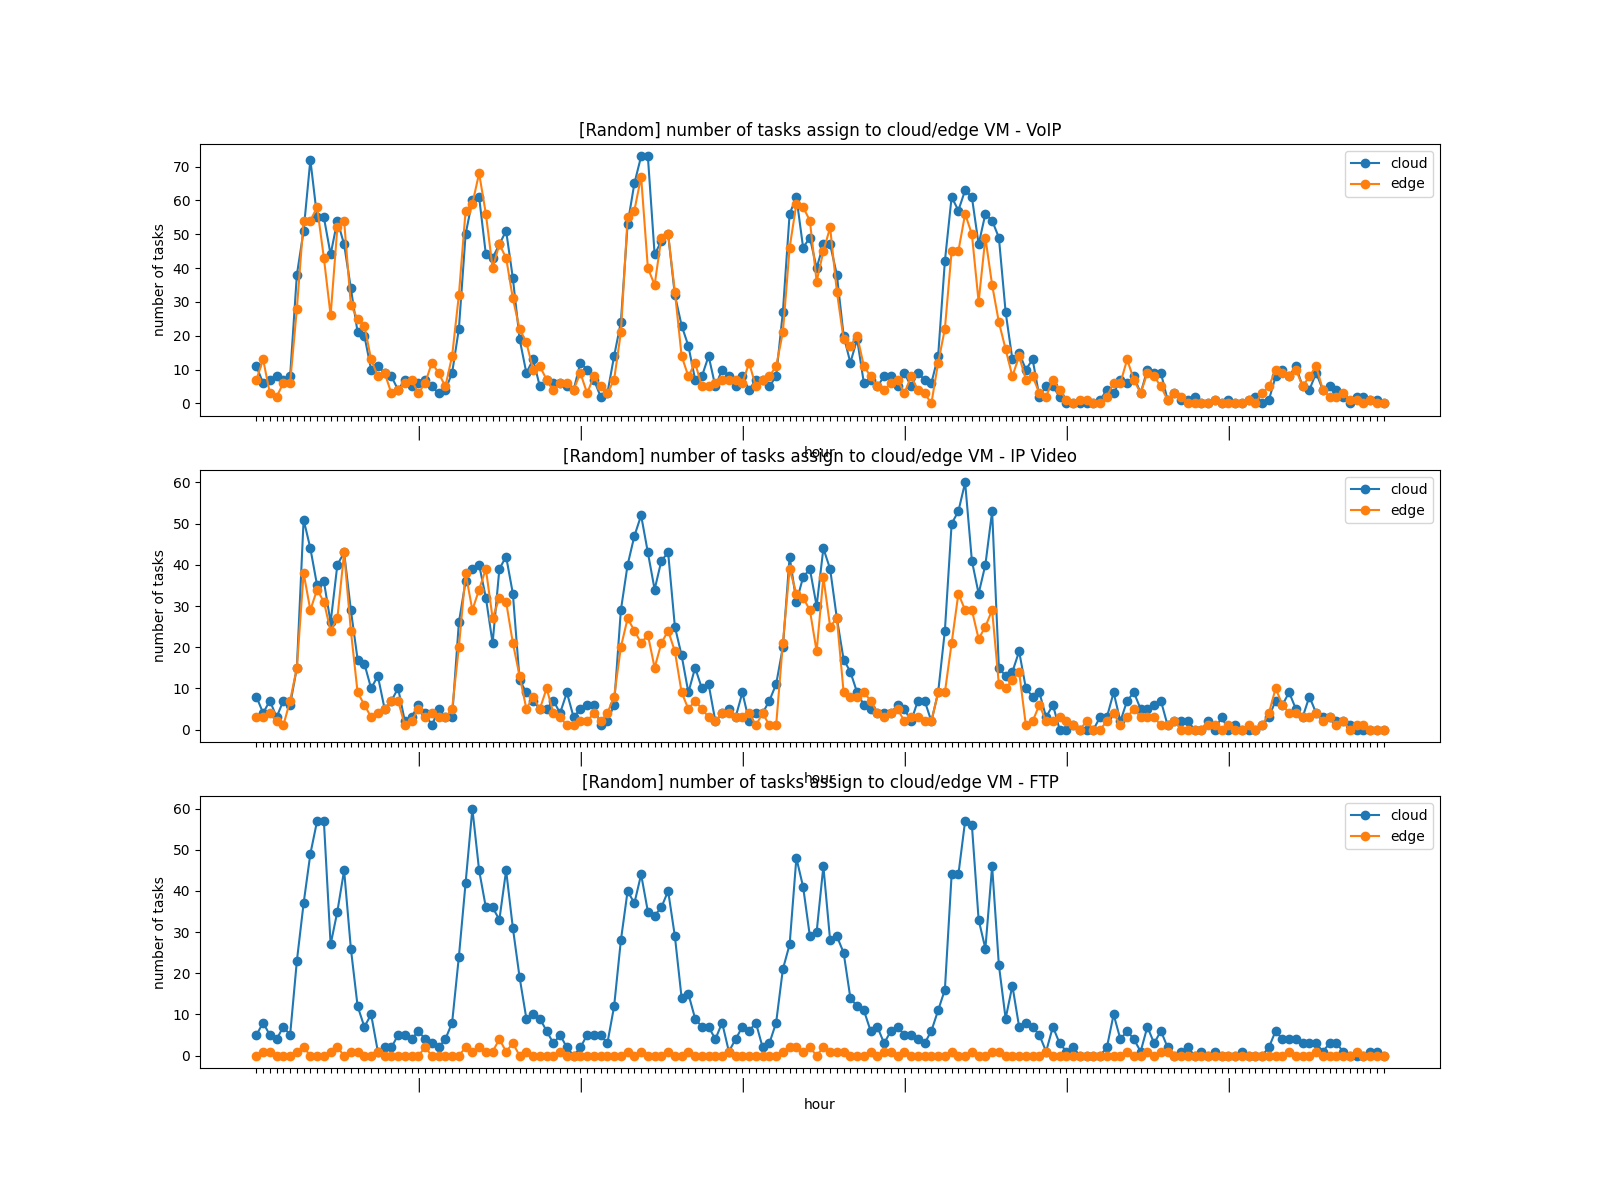 [Random] number of tasks assign to cloud/edge VM - VoIP
cloud
edge
number of tasks
70
60
50
40
30
20
10
0
hour
[Random] number of tasks assign to cloud/edge VM - IP Video
cloud
edge
number of tasks
60
50
40
30
20
10
0
hour
[Random] number of tasks assign to cloud/edge VM - FTP
cloud
edge
number of tasks
60
50
40
30
20
10
0
hour